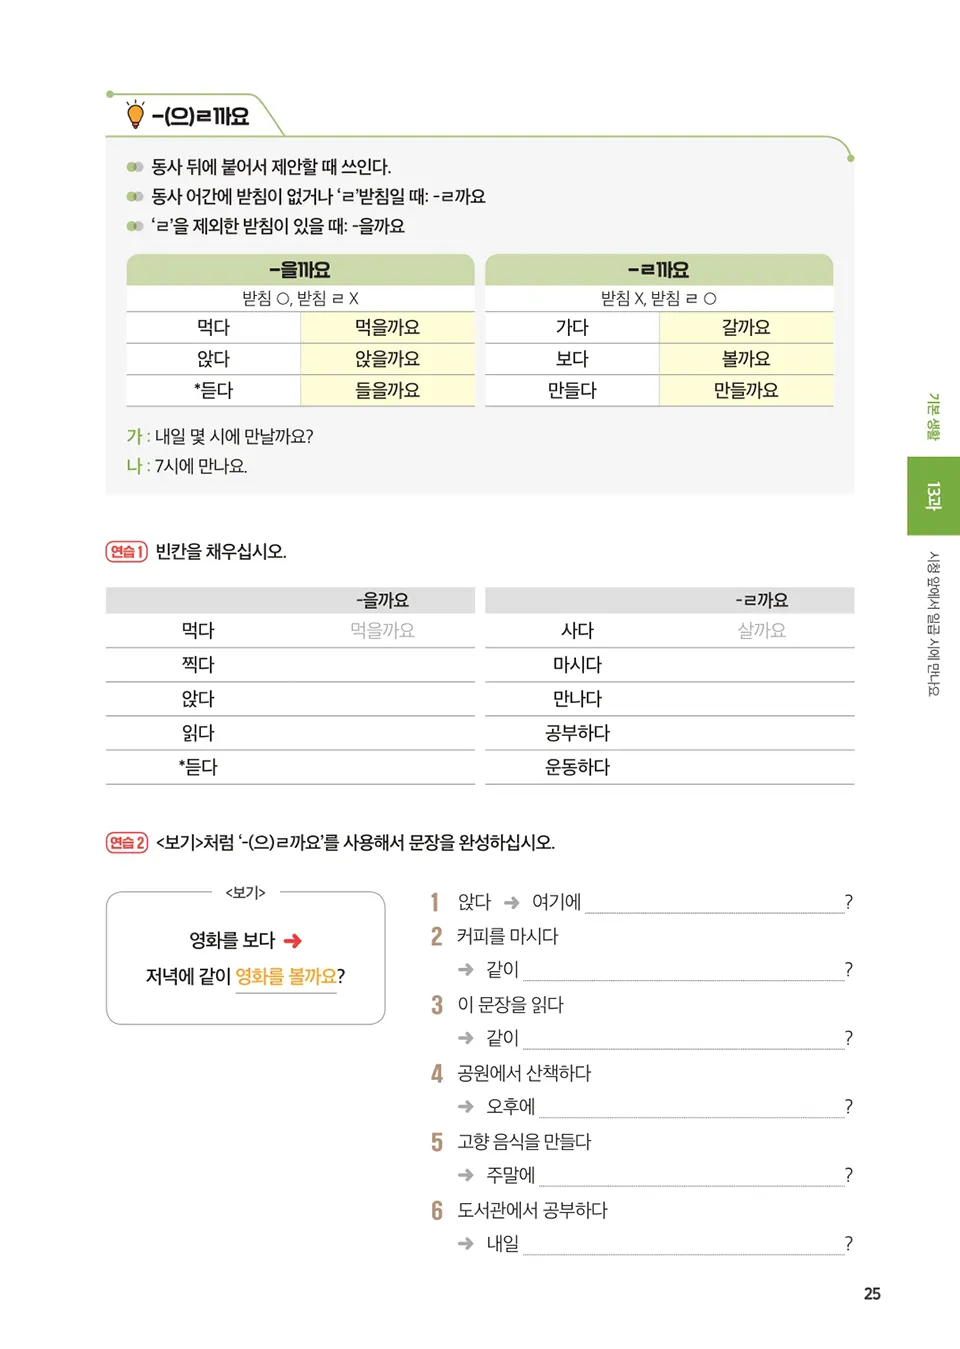 -(으)ㄹ까요
동사 뒤에 붙어서 제안할 때 쓰인다.
동사 어간에 받침이 없거나 ‘ㄹ’받침일 때: -ㄹ까요
‘ㄹ’을 제외한 받침이 있을 때: -을까요
-을까요
받침 ○, 받침 ㄹ X
먹다 먹을까요
앉다 앉을까요
*듣다 들을까요
-ㄹ까요
받침 X, 받침 ㄹ ○
가다 갈까요
보다 볼까요
만들다 만들까요
가 : 내일 몇 시에 만날까요?
나 : 7시에 만나요.
연습 1 빈칸을 채우십시오.
-을까요
먹다 먹을까요
찍다
앉다
읽다
*듣다
-ㄹ까요
사다 살까요
마시다
만나다
공부하다
운동하다
연습 2 <보기>처럼 ‘-(으)ㄹ까요’를 사용해서 문장을 완성하십시오.
<보기>
영화를 보다 ➜
저녁에 같이 영화를 볼까요?
1 앉다 ➜ 여기에 ?
2 커피를 마시다
➜ 같이 ?
3 이 문장을 읽다
➜ 같이 ?
4 공원에서 산책하다
➜ 오후에 ?
5 고향 음식을 만들다
➜ 주말에 ?
6 도서관에서 공부하다
➜ 내일 ?
기본 생활
13과
시청 앞에서 일곱 시에 만나요
25